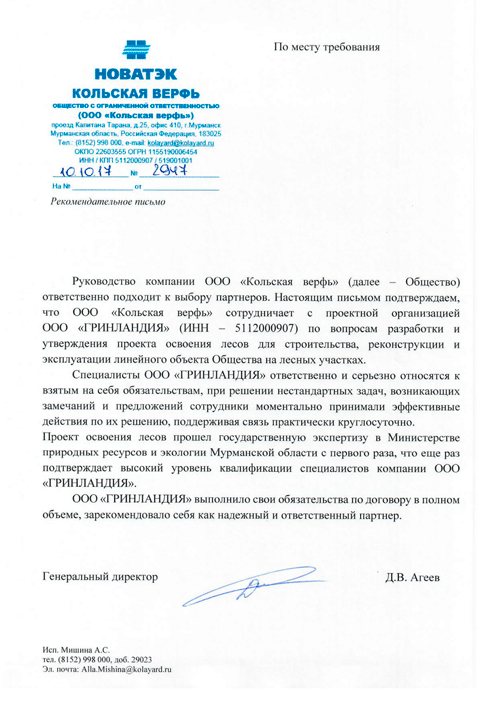 По месту требования
НОВАТЭК
КОЛЬСКАЯ ВЕРФЬ
ОБЩЕСТВО С ОГРАНИЧЕННОЙ ОТВЕТСТВЕННОСТЬЮ
(ООО «Кольская верфь»)
проезд Капитана Тарана, д.25, офис 410, г.Мурманск
Мурманская область, Российская Федерация, 183025
Тел.: (8152) 998 000, e-mail: kolayard@kolayard.ru
ОКПО 22603555 ОГРН 1155190006454
ИНН / КПП 5112000907 / 519001001
10.10.17 № 2947
На № от
Рекомендательное письмо
Руководство компании ООО «Кольская верфь» (далее – Общество)
ответственно подходит к выбору партнеров. Настоящим письмом подтверждаем,
что ООО «Кольская верфь» сотрудничает с проектной организацией
ООО «ГРИНЛАНДИЯ» (ИНН – 5112000907) по вопросам разработки и
утверждения проекта освоения лесов для строительства, реконструкции и
эксплуатации линейного объекта Общества на лесных участках.
Специалисты ООО «ГРИНЛАНДИЯ» ответственно и серьезно относятся к
взятым на себя обязательствам, при решении нестандартных задач, возникающих
замечаний и предложений сотрудники моментально принимали эффективные
действия по их решению, поддерживая связь практически круглосуточно.
Проект освоения лесов прошел государственную экспертизу в Министерстве
природных ресурсов и экологии Мурманской области с первого раза, что еще раз
подтверждает высокий уровень квалификации специалистов компании ООО
«ГРИНЛАНДИЯ».
ООО «ГРИНЛАНДИЯ» выполнило свои обязательства по договору в полном
объеме, зарекомендовало себя как надежный и ответственный партнер.
Генеральный директор Д.В. Агеев
Исп. Мишина А.С.
тел. (8152) 998 000, доб. 29023
Эл. почта: Alla.Mishina@kolayard.ru